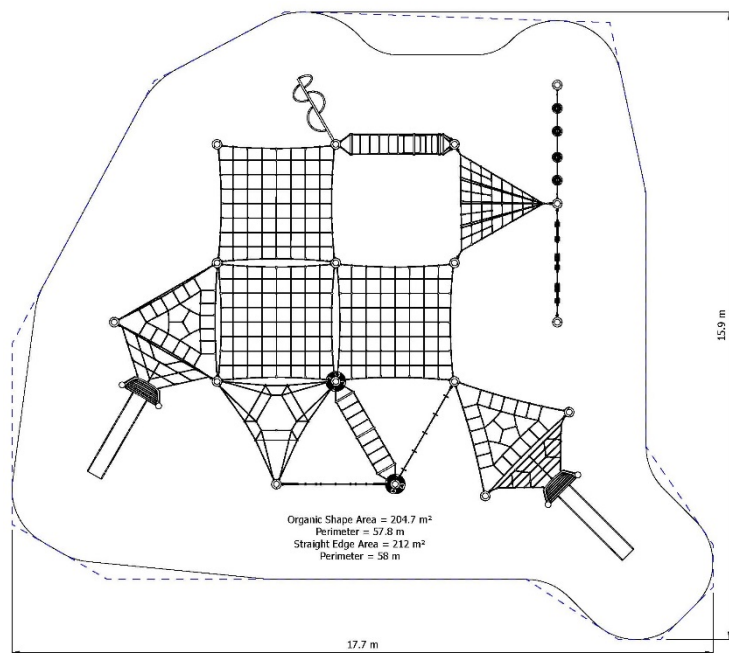 15.9 m
Organic Shape Area = 204.7 m²
Perimeter = 57.8 m
Straight Edge Area = 212 m²
Perimeter = 58 m
17.7 m